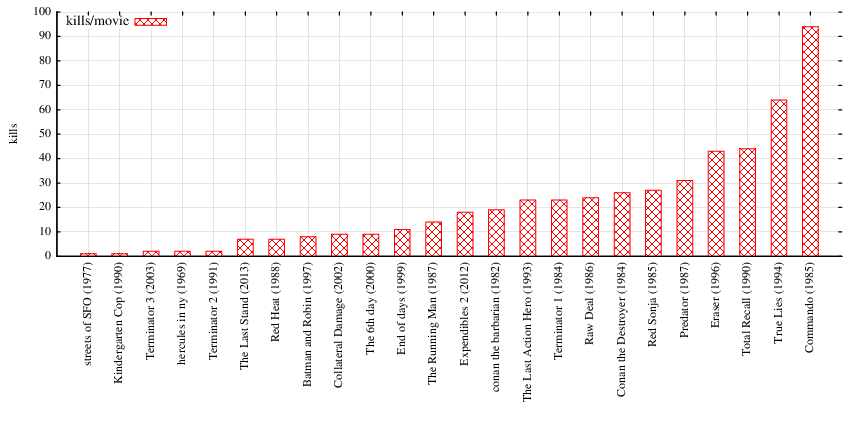 kills/movie
kills
100
90
80
70
60
50
40
30
20
10
0
streets of SFO (1977)
Kindergarten Cop (1990)
Terminator 3 (2003)
hercules in ny (1969)
Terminator 2 (1991)
The Last Stand (2013)
Red Heat (1988)
Batman and Robin (1997)
Collateral Damage (2002)
The 6th day (2000)
End of days (1999)
The Running Man (1987)
Expendibles 2 (2012)
conan the barbarian (1982)
The Last Action Hero (1993)
Terminator 1 (1984)
Raw Deal (1986)
Conan the Destroyer (1984)
Red Sonja (1985)
Predator (1987)
Eraser (1996)
Total Recall (1990)
True Lies (1994)
Commando (1985)